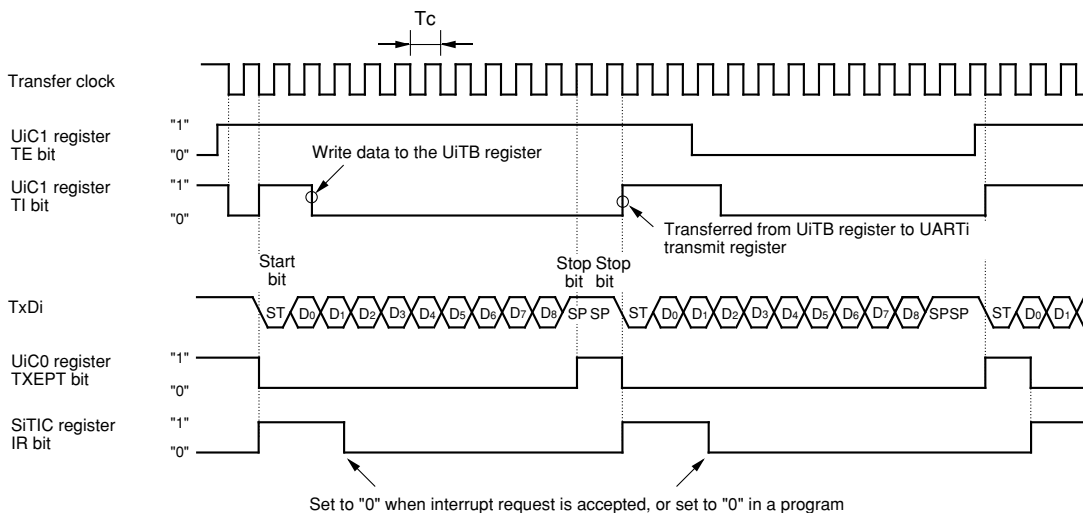 Tc
Transfer clock
UiC1 register
TE bit
"1"
"0"
Write data to the UiTB register
UiC1 register
TI bit
"1"
"0"
Transferred from UiTB register to UARTi
transmit register
Start
bit
Stop Stop
bit bit
TxDi
ST D0 D1 D2 D3 D4 D5 D6 D7 D8 SP SP ST D0 D1 D2 D3 D4 D5 D6 D7 D8 SPSP ST D0 D1
UiC0 register
TXEPT bit
"1"
"0"
SiTIC register
IR bit
"1"
"0"
Set to "0" when interrupt request is accepted, or set to "0" in a program